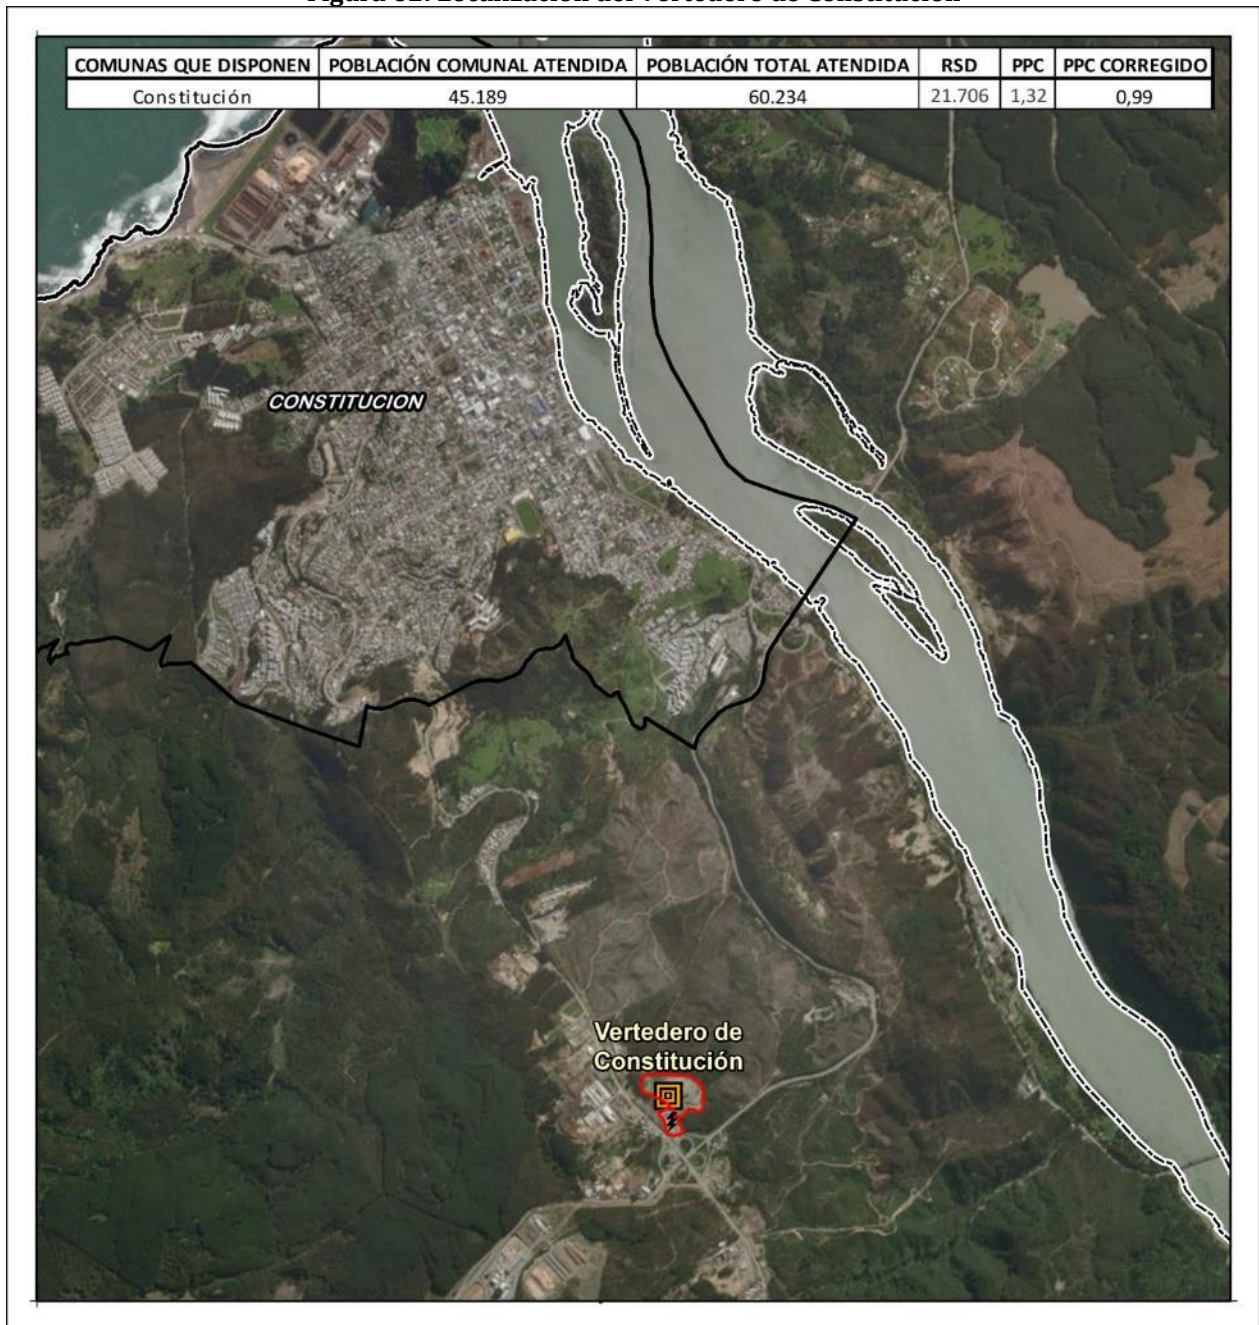 COMUNAS QUE DISPONEN POBLACIÓN COMUNAL ATENDIDA POBLACIÓN TOTAL ATENDIDA RSD PPC PPC CORREGIDO
Constitución 45.189 60.234 21.706 1,32 0,99
CONSTITUCION
Vertedero de
Constitución